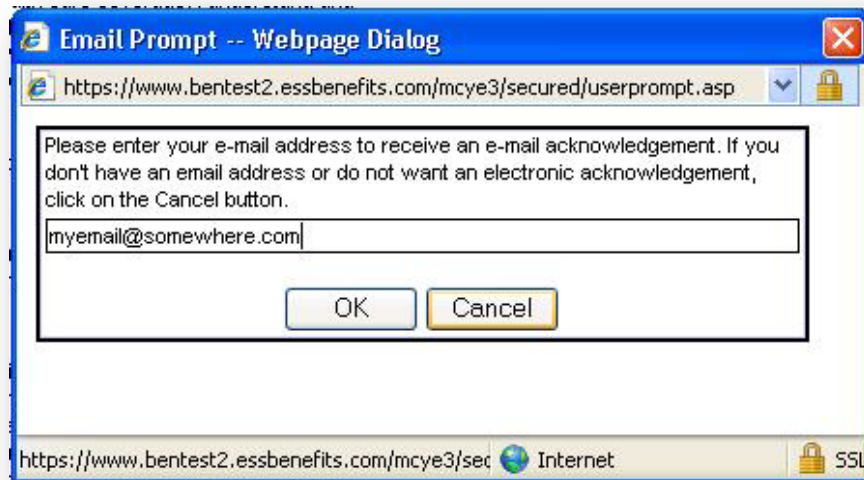 Email Prompt -- Webpage Dialog
https://www.bentest2.essbenefits.com/mcye3/secured/userprompt.asp
Please enter your e-mail address to receive an e-mail acknowledgement. If you
don't have an email address or do not want an electronic acknowledgement,
click on the Cancel button.
myemail@somewhere.com
OK Cancel
https://www.bentest2.essbenefits.com/mcye3/sec Internet SSL